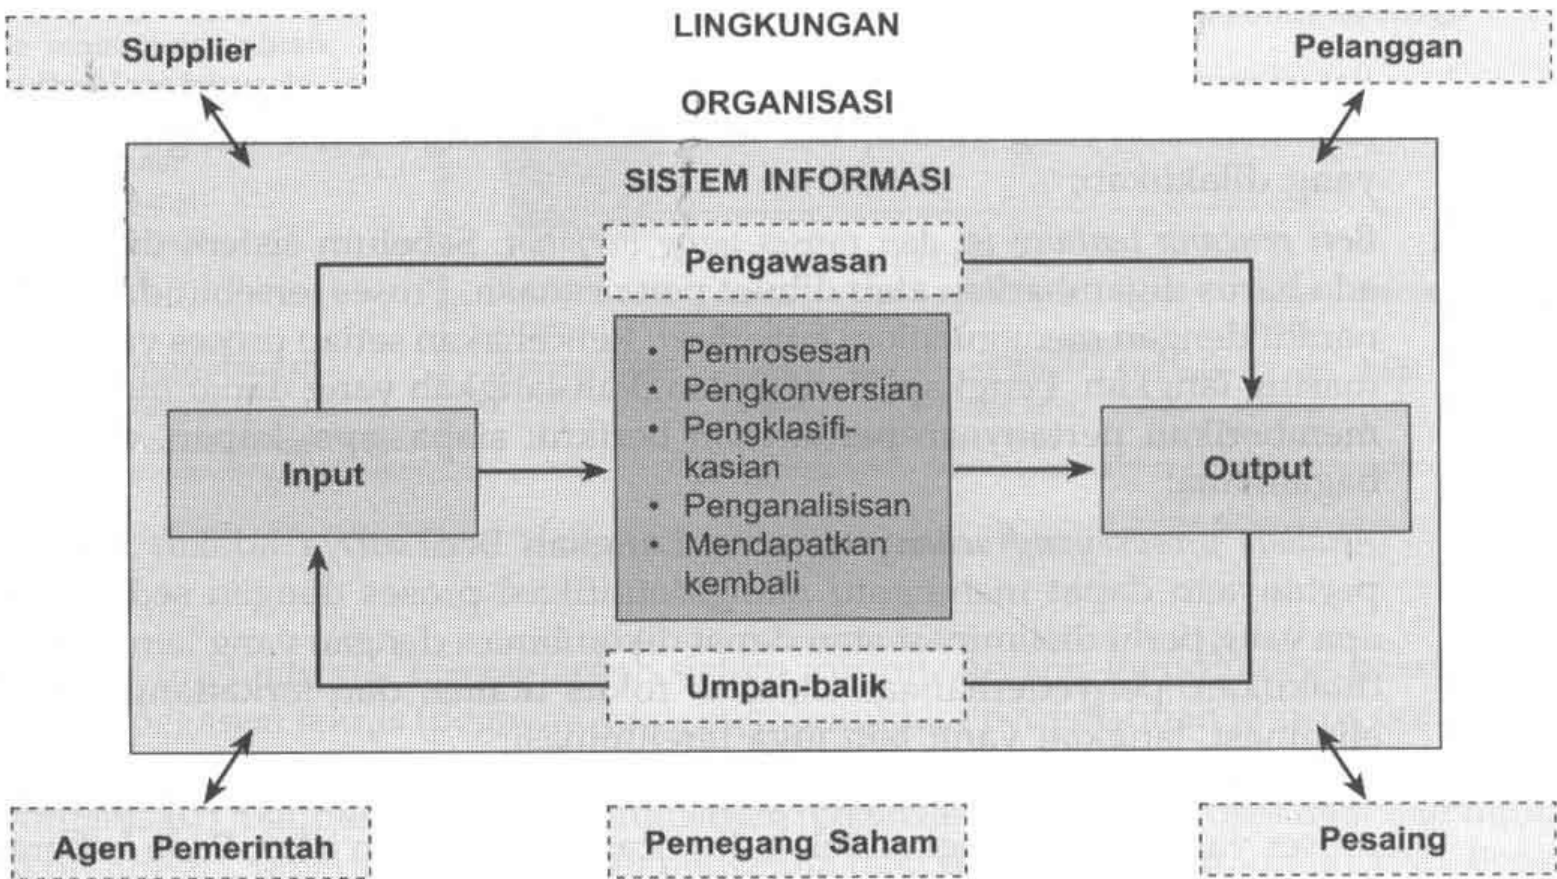 LINGKUNGAN
Supplier
Pelanggan
ORGANISASI
SISTEM INFORMASI
Pengawasan
• Pemrosesan
• Pengkonversian
• Pengklasifi-
kasian
• Penganalisisan
• Mendapatkan
kembali
Input
Output
Umpan-balik
Agen Pemerintah
Pemegang Saham
Pesaing